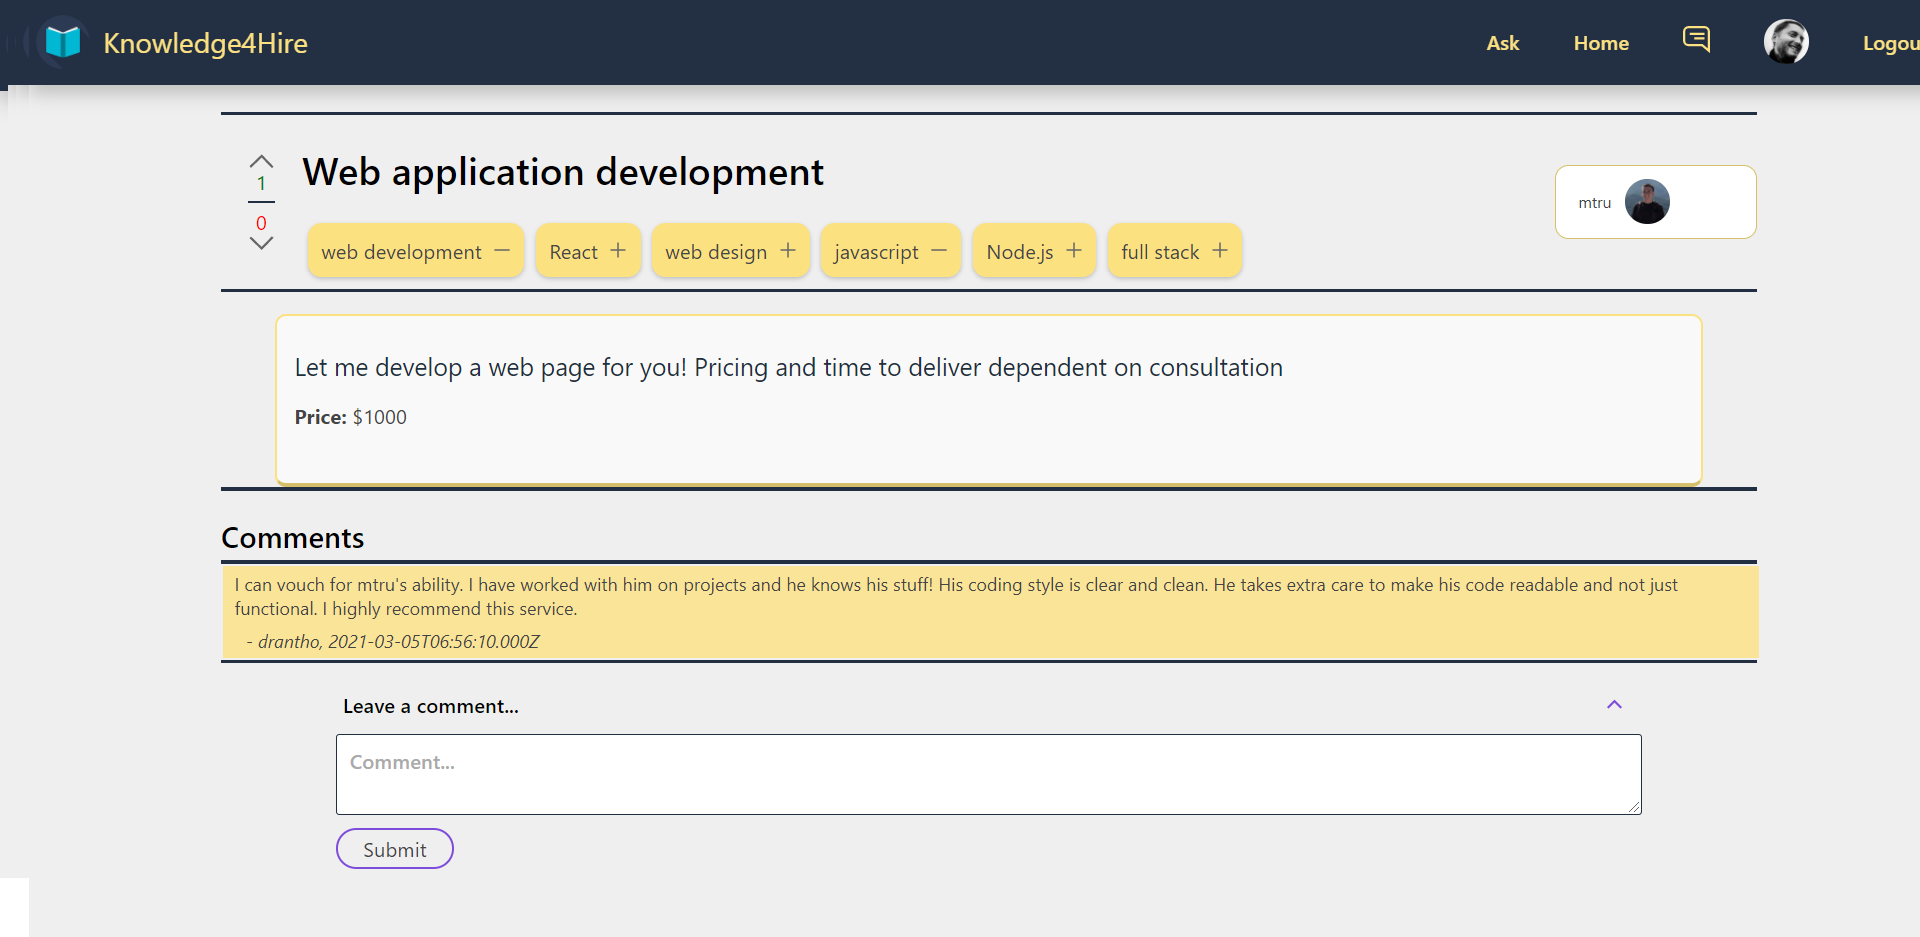 Knowledge4Hire
Ask
Home
Logou
1
0
Web application development
mtru
web development
React
web design
javascript
Node.js
full stack
Let me develop a web page for you! Pricing and time to deliver dependent on consultation
Price: $1000
Comments
I can vouch for mtru's ability. I have worked with him on projects and he knows his stuff! His coding style is clear and clean. He takes extra care to make his code readable and not just
functional. I highly recommend this service.
- drantho, 2021-03-05T06:56:10.000Z
Leave a comment...
Comment...
Submit